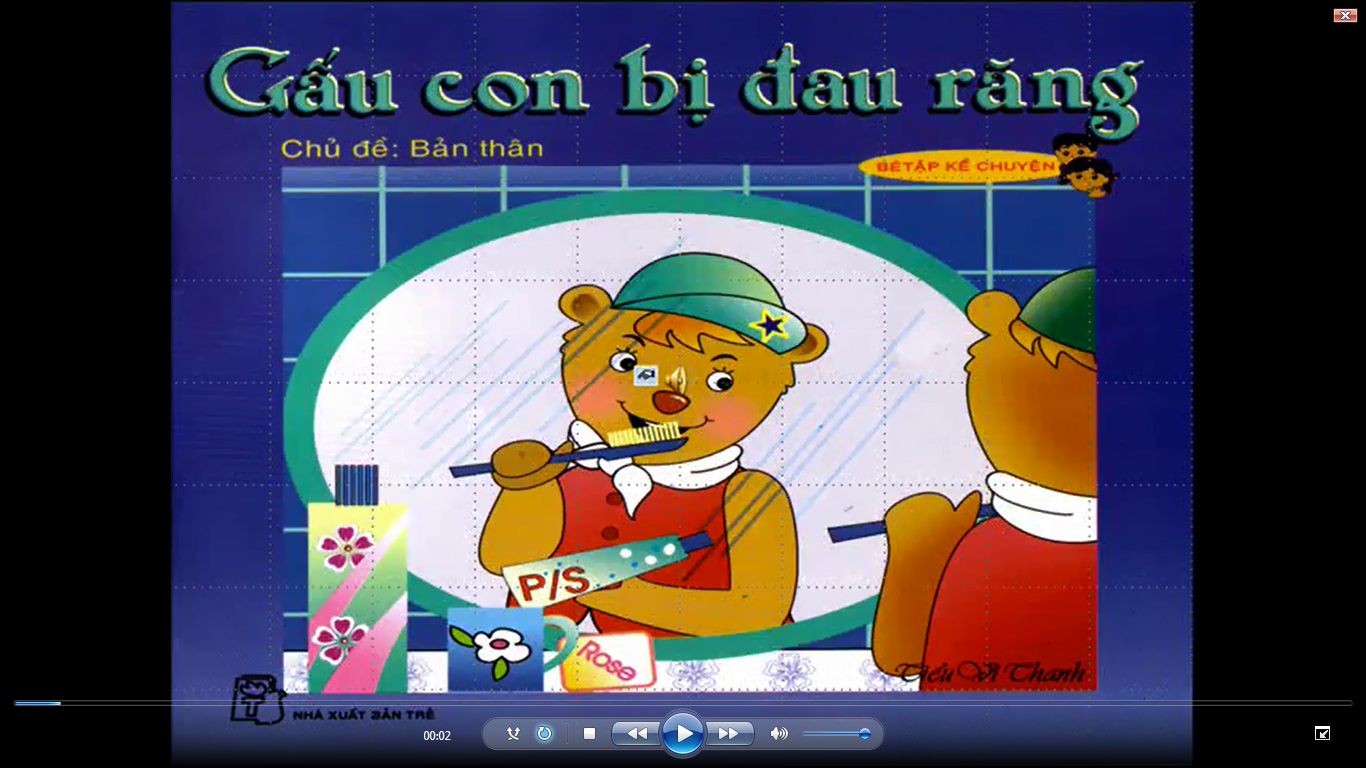 Gấu con bị đau răng
Chủ đề: Bản thân
BÉ TẬP KỂ CHUYỆN
P/S
Rose
Tiểu Vi Thanh
NHÀ XUẤT BẢN TRẺ
00:02